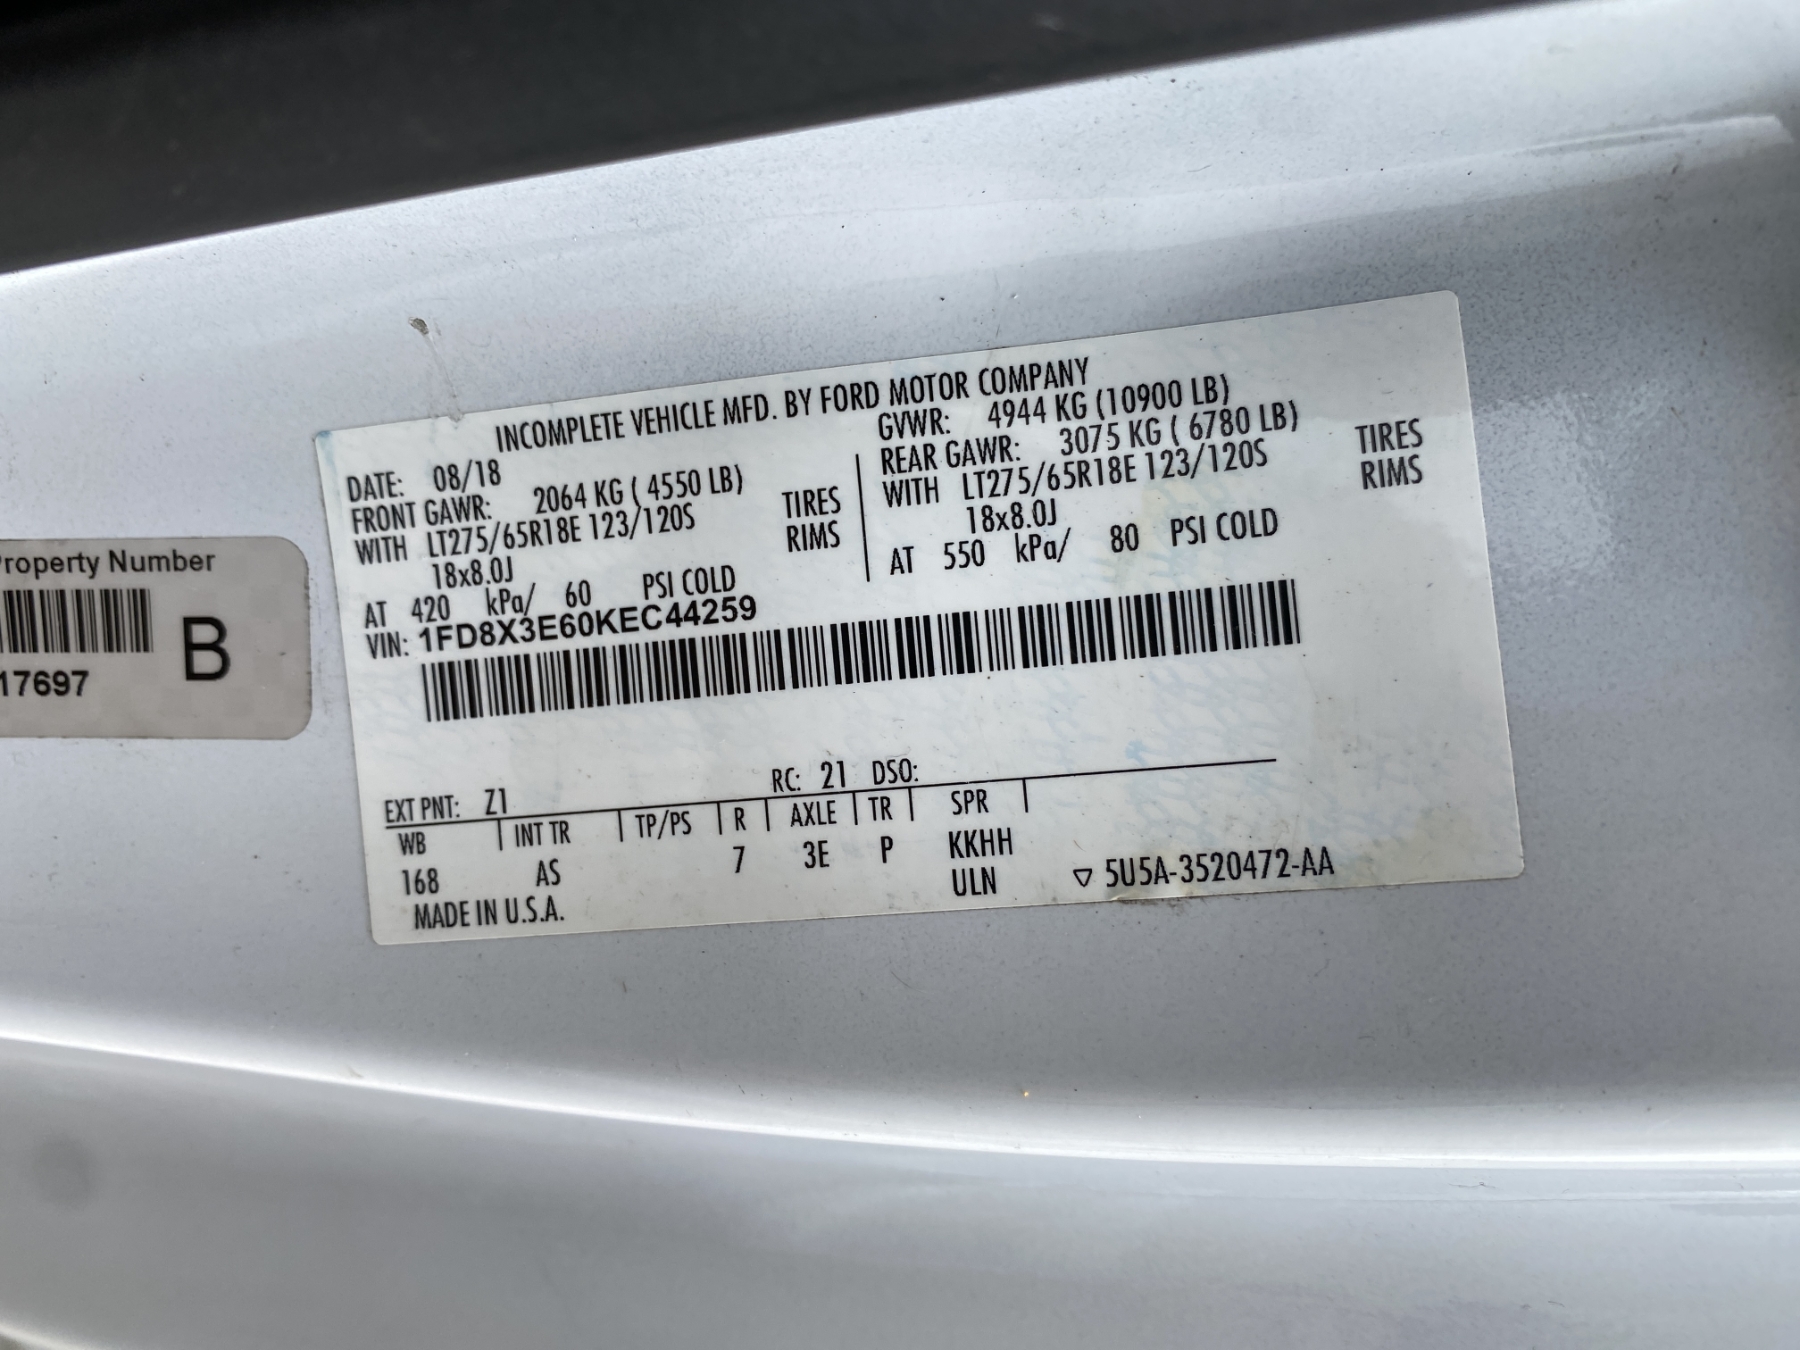 INCOMPLETE VEHICLE MFD. BY FORD MOTOR COMPANY
DATE: 08/18
GVWR: 4944 KG (10900 LB)
FRONT GAWR: 2064 KG ( 4550 LB)
REAR GAWR: 3075 KG ( 6780 LB)
WITH LT275/65R18E 123/120S TIRES
WITH LT275/65R18E 123/120S TIRES
18x8.0J RIMS
18x8.0J RIMS
AT 420 kPa/ 60 PSI COLD
AT 550 kPa/ 80 PSI COLD
VIN: 1FD8X3E60KEC44259
EXT PNT: Z1 RC: 21 DSO:
WB INT TR TP/PS R AXLE TR SPR
168 AS 7 3E P KKHH
ULN
MADE IN U.S.A.
▽ 5U5A-3520472-AA
Property Number
B
17697